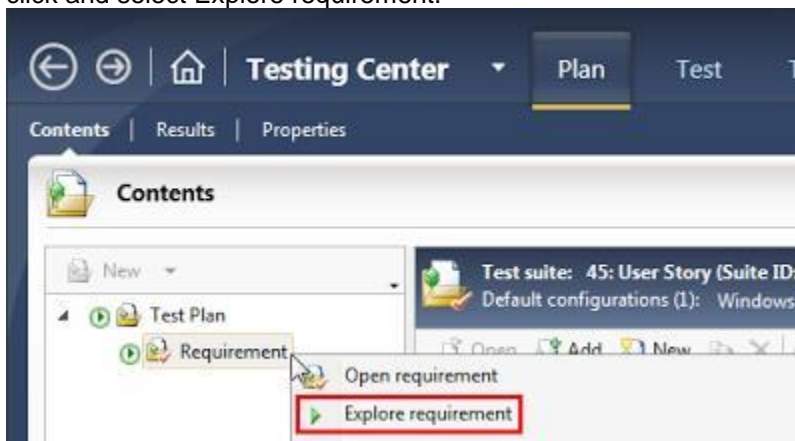 click and select Explore requirement.
Testing Center Plan Test
Contents | Results | Properties
Contents
New
Test suite: 45: User Story (Suite ID:
Default configurations (1): Windows
Test Plan
Open Add New
Requirement
Open requirement
Explore requirement